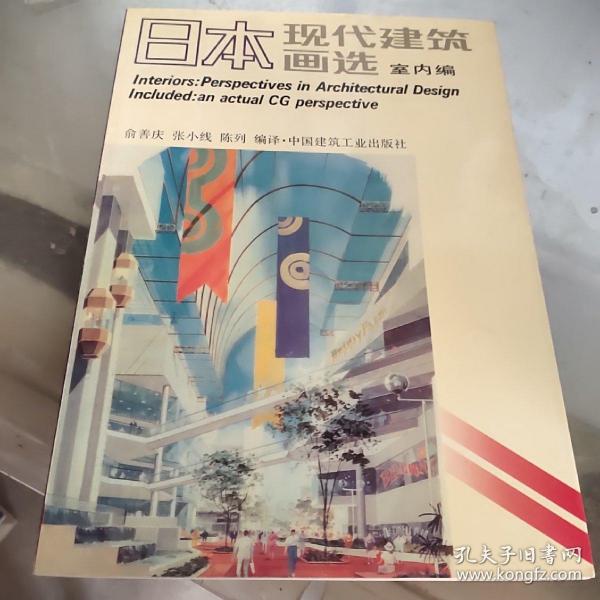 日本 现代建筑
画选 室内编
Interiors:Perspectives in Architectural Design
Included:an actual CG perspective
俞善庆 张小线 陈列 编译·中国建筑工业出版社
孔夫子旧书网
www.kongfz.com